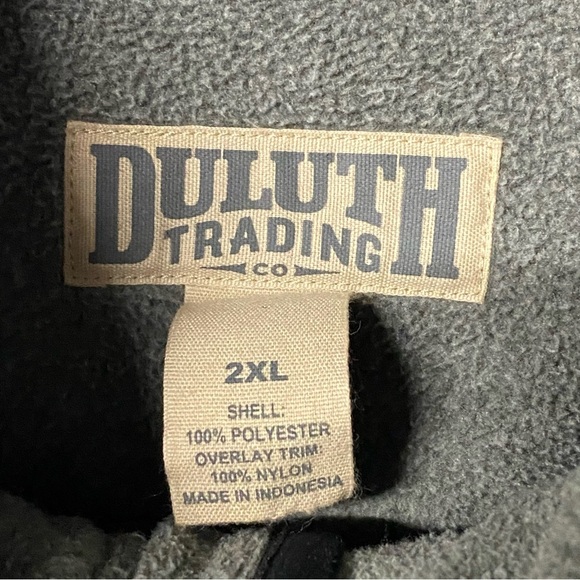 DULUTH
TRADING
CO
2XL
SHELL:
100% POLYESTER
OVERLAY TRIM:
100% NYLON
MADE IN INDONESIA